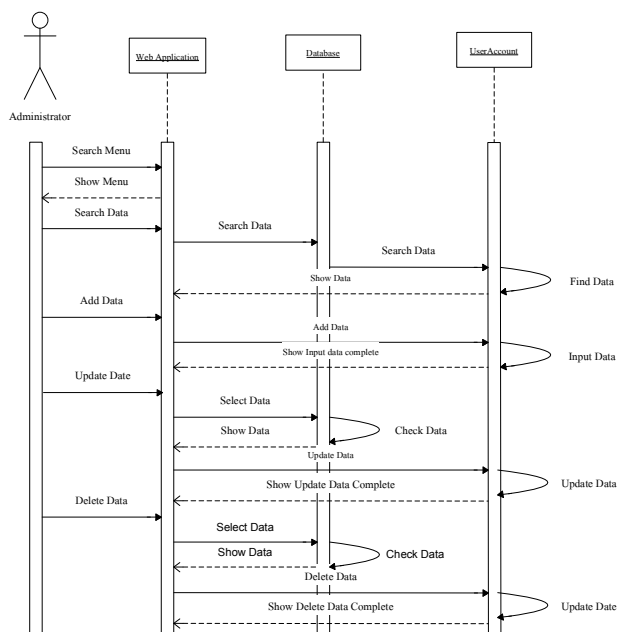 Web Application
Database
UserAccount
Administrator
Search Menu
Show Menu
Search Data
Search Data
Search Data
Show Data
Find Data
Add Data
Add Data
Show Input data complete
Input Data
Update Date
Select Data
Show Data
Check Data
Update Data
Show Update Data Complete
Update Data
Delete Data
Select Data
Show Data
Check Data
Delete Data
Show Delete Data Complete
Update Date